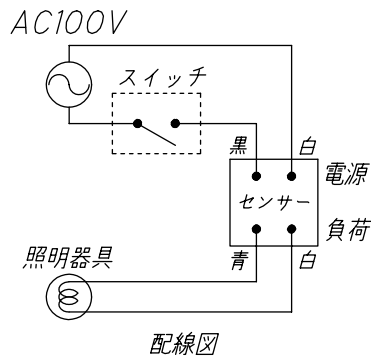 AC100V
スイッチ
黒 白
電源
センサー
負荷
青 白
照明器具
配線図